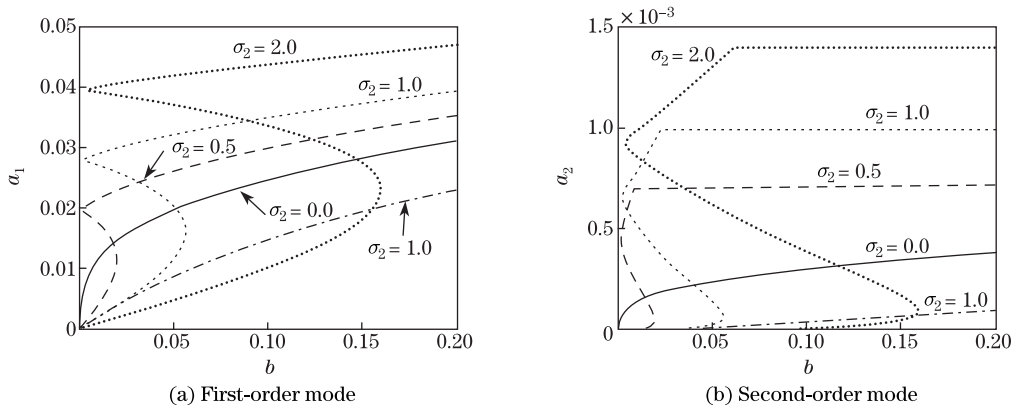 0.05
0.04
0.03
0.02
0.01
0
a₁
σ₂ = 2.0
σ₂ = 1.0
σ₂ = 0.5
σ₂ = 0.0
σ₂ = 1.0
0.05
0.10
0.15
0.20
b
(a) First-order mode
1.5 × 10⁻³
1.0
0.5
0
a₂
σ₂ = 2.0
σ₂ = 1.0
σ₂ = 0.5
σ₂ = 0.0
σ₂ = 1.0
0.05
0.10
0.15
0.20
b
(b) Second-order mode